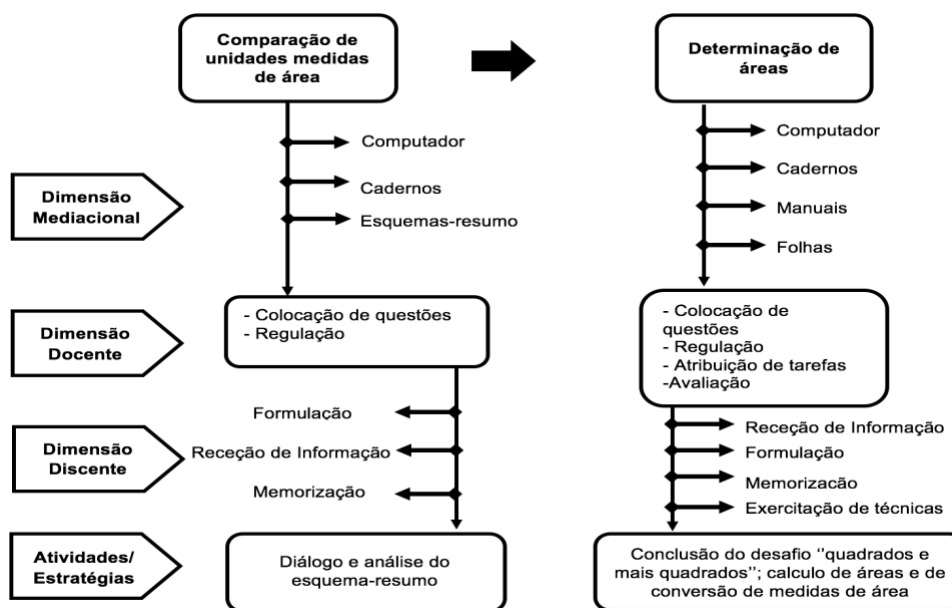 Comparação de
unidades medidas
de área
Determinação de
áreas
Dimensão
Mediacional
Computador
Cadernos
Esquemas-resumo
Computador
Cadernos
Manuais
Folhas
Dimensão
Docente
- Colocação de questões
- Regulação
- Colocação de
questões
- Regulação
- Atribuição de tarefas
-Avaliação
Dimensão
Discente
Formulação
Receção de Informação
Memorização
Receção de Informação
Formulação
Memorizacão
Exercitação de técnicas
Atividades/
Estratégias
Diálogo e análise do
esquema-resumo
Conclusão do desafio "quadrados e
mais quadrados"; calculo de áreas e de
conversão de medidas de área